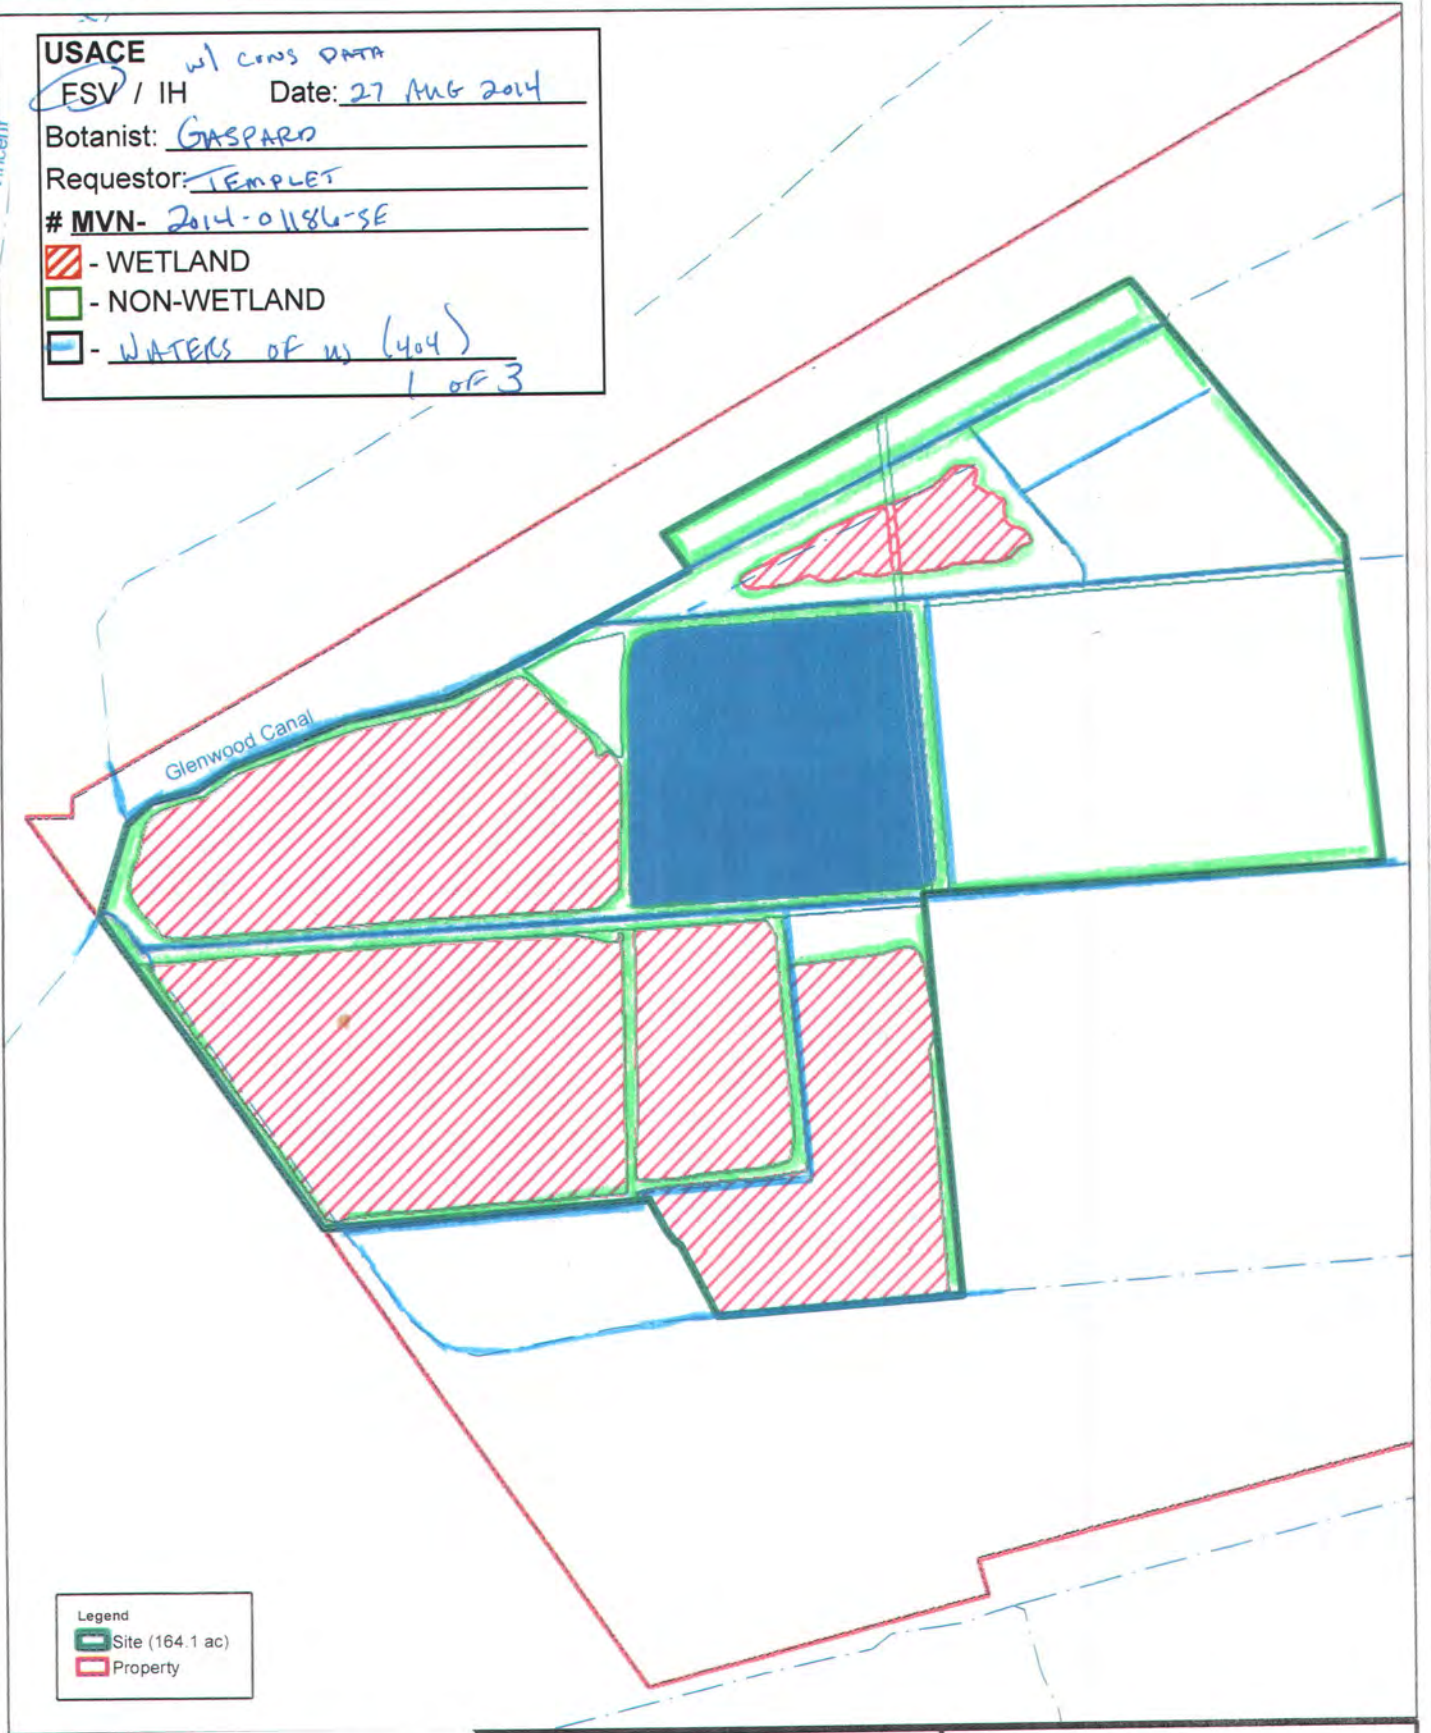 USACE w/ CONS DATA
FSV / IH Date: 27 AUG 2014
Botanist: GASPARD
Requestor: TEMPLET
# MVN- 2014-01186-SE
- WETLAND
- NON-WETLAND
- WATERS OF US (404)
1 OF 3
Glenwood Canal
Legend
Site (164.1 ac)
Property